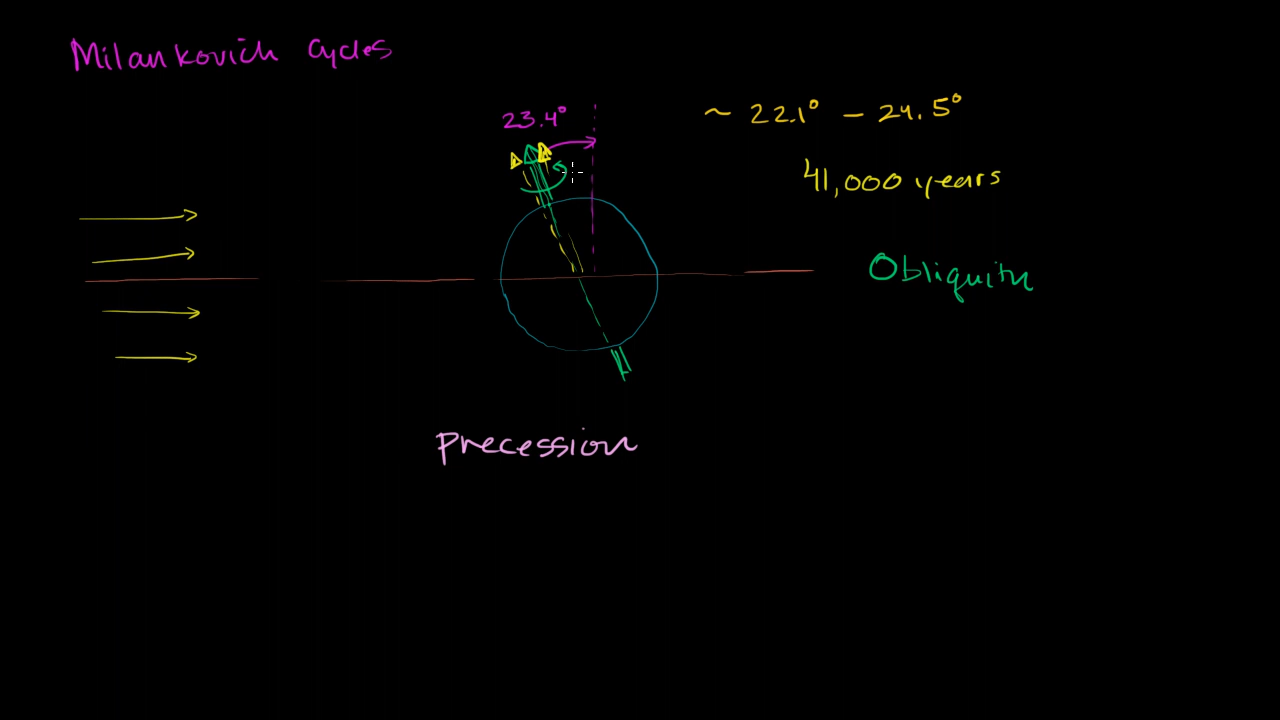 Milankovich Cycles
23.4°
~ 22.1° – 24.5°
41,000 years
Obliquity
Precession